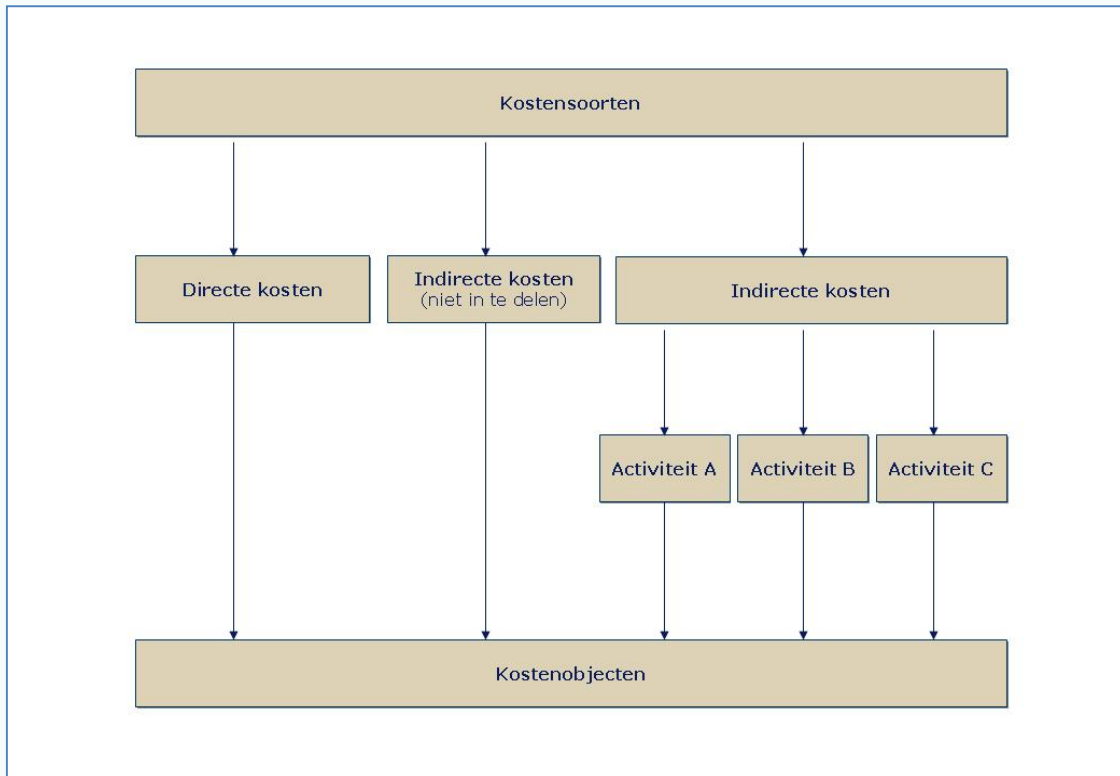 Kostensoorten
Directe kosten
Indirecte kosten
(niet in te delen)
Indirecte kosten
Activiteit A
Activiteit B
Activiteit C
Kostenobjecten